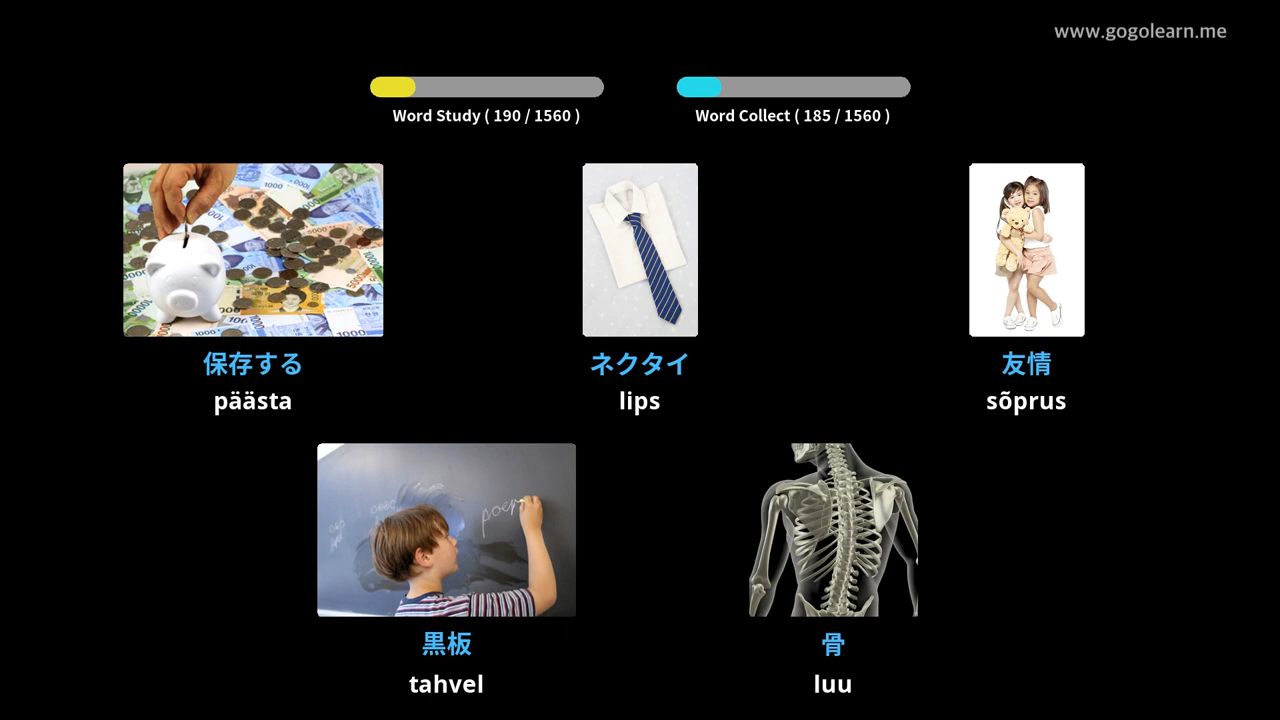 www.gogolearn.me
Word Study ( 190 / 1560 )
Word Collect ( 185 / 1560 )
保存する
päästa
ネクタイ
lips
友情
sõprus
黒板
tahvel
骨
luu